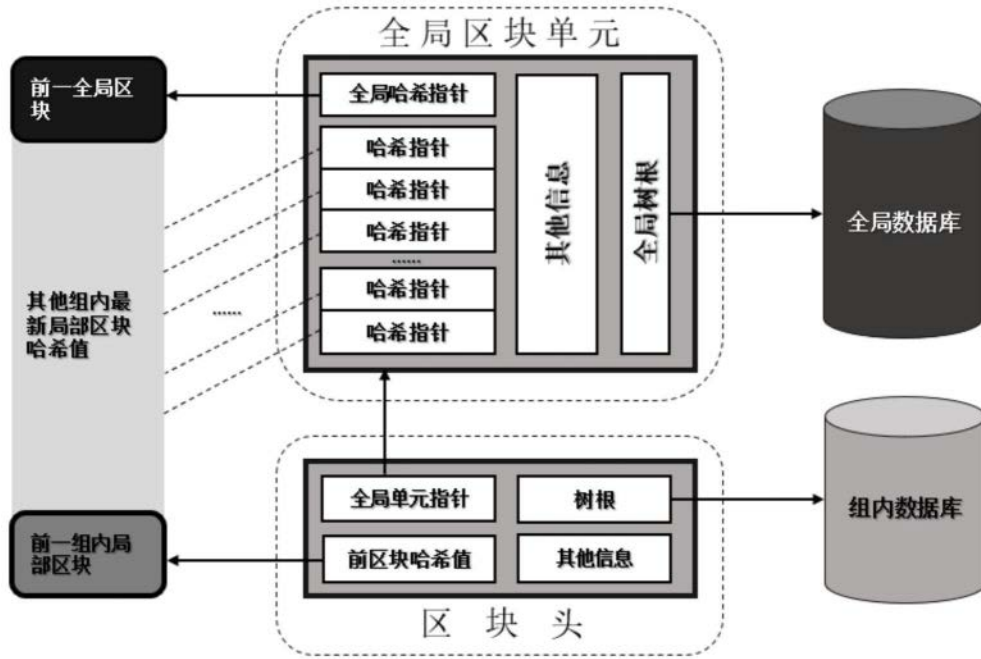 全局区块单元
前一全局区
块
全局哈希指针
哈希指针
哈希指针
哈希指针
......
哈希指针
哈希指针
其他信息
全局树根
全局数据库
其他组内最
新局部区块
哈希值
......
全局单元指针
树根
前区块哈希值
其他信息
组内数据库
前一组内局
部区块
区块头